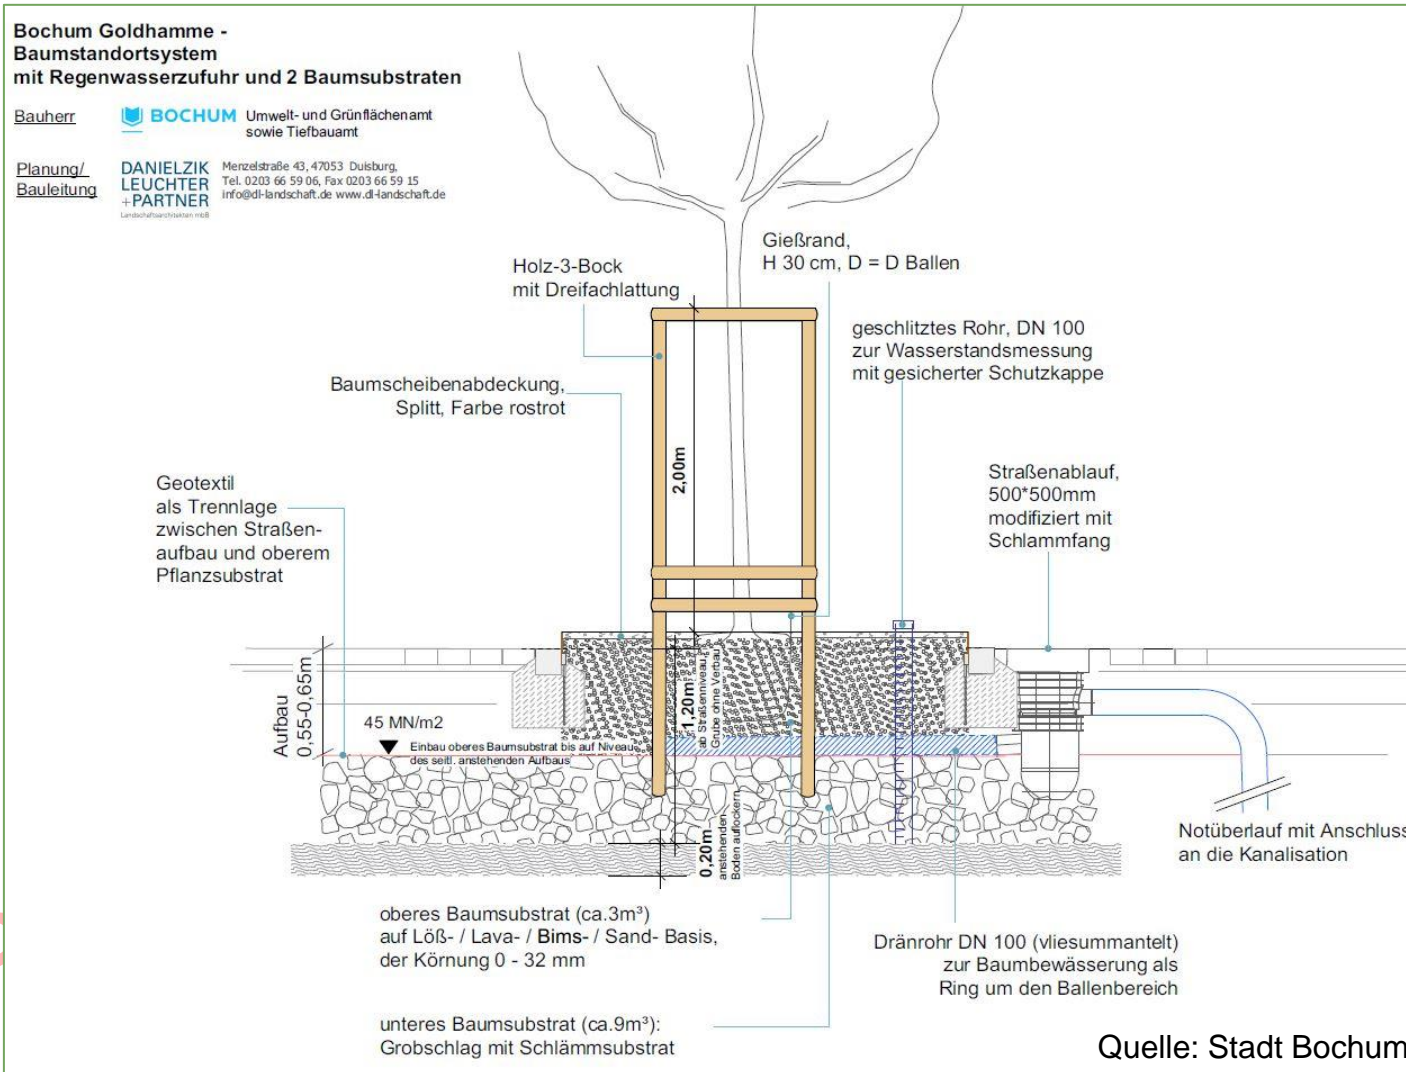 Bochum Goldhamme -
Baumstandortsystem
mit Regenwasserzufuhr und 2 Baumsubstraten
Bauherr
BOCHUM
Umwelt- und Grünflächenamt
sowie Tiefbauamt
Planung/
Bauleitung
DANIELZIK
LEUCHTER
+PARTNER
Landschaftsarchitekten mbB
Menzelstraße 43, 47053 Duisburg,
Tel. 0203 66 59 06, Fax 0203 66 59 15
info@dl-landschaft.de www.dl-landschaft.de
Gießrand,
H 30 cm, D = D Ballen
Holz-3-Bock
mit Dreifachlattung
geschlitztes Rohr, DN 100
zur Wasserstandsmessung
mit gesicherter Schutzkappe
Baumscheibenabdeckung,
Splitt, Farbe rostrot
2,00m
Geotextil
als Trennlage
zwischen Straßen-
aufbau und oberem
Pflanzsubstrat
Straßenablauf,
500*500mm
modifiziert mit
Schlammfang
Aufbau
0,55-0,65m
45 MN/m2
Einbau oberes Baumsubstrat bis auf Niveau
des seitl. anstehenden Aufbaus
1,20m
ab Straßenniveau,
Grube ohne Verbau
0,20m
anstehenden
Boden auflockern
Notüberlauf mit Anschluss
an die Kanalisation
oberes Baumsubstrat (ca.3m³)
auf Löß- / Lava- / Bims- / Sand- Basis,
der Körnung 0 - 32 mm
Dränrohr DN 100 (vliesummantelt)
zur Baumbewässerung als
Ring um den Ballenbereich
unteres Baumsubstrat (ca.9m³):
Grobschlag mit Schlämmsubstrat
Quelle: Stadt Bochum